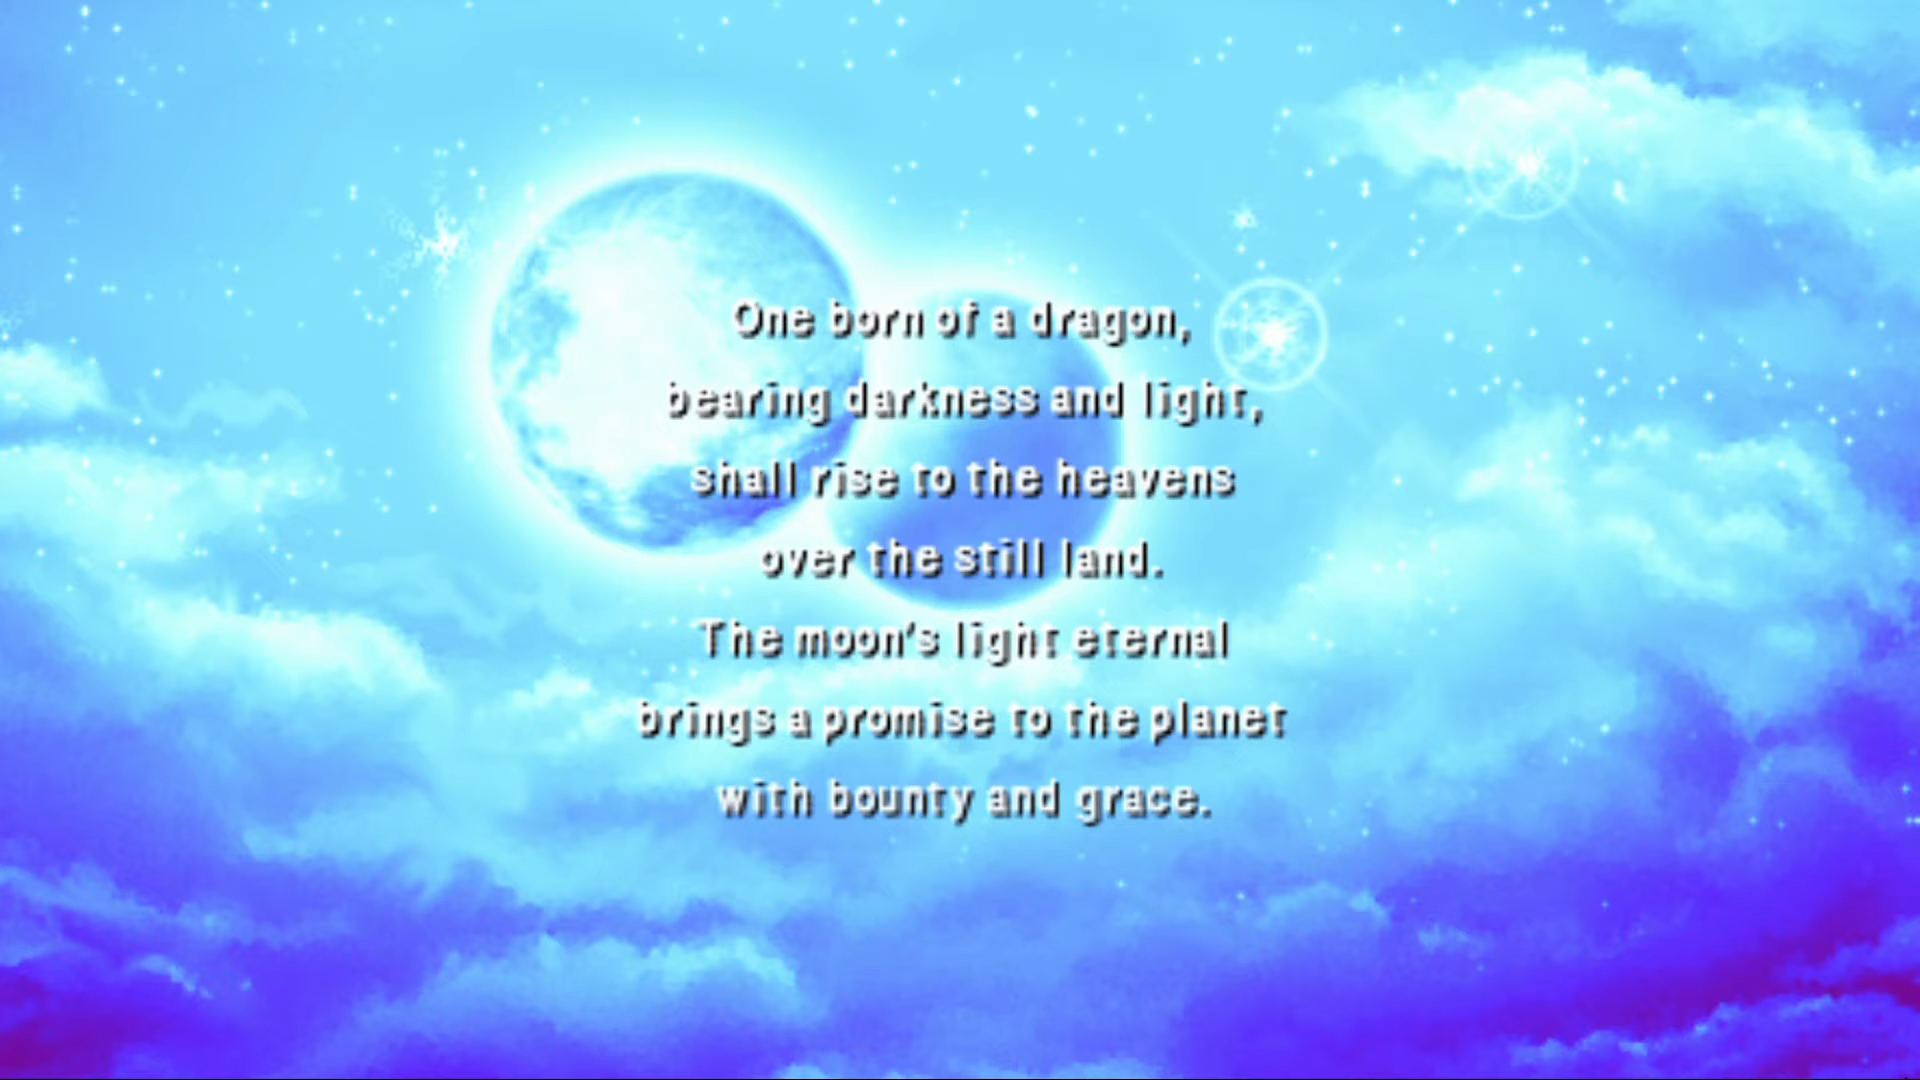 One born of a dragon,
bearing darkness and light,
shall rise to the heavens
over the still land.
The moon's light eternal
brings a promise to the planet
with bounty and grace.